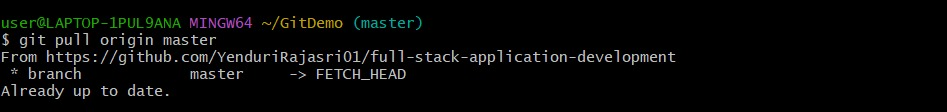 user@LAPTOP-1PUL9ANA MINGW64 ~/GitDemo (master)
$ git pull origin master
From https://github.com/YenduriRajasri01/full-stack-application-development
 * branch            master     -> FETCH_HEAD
Already up to date.